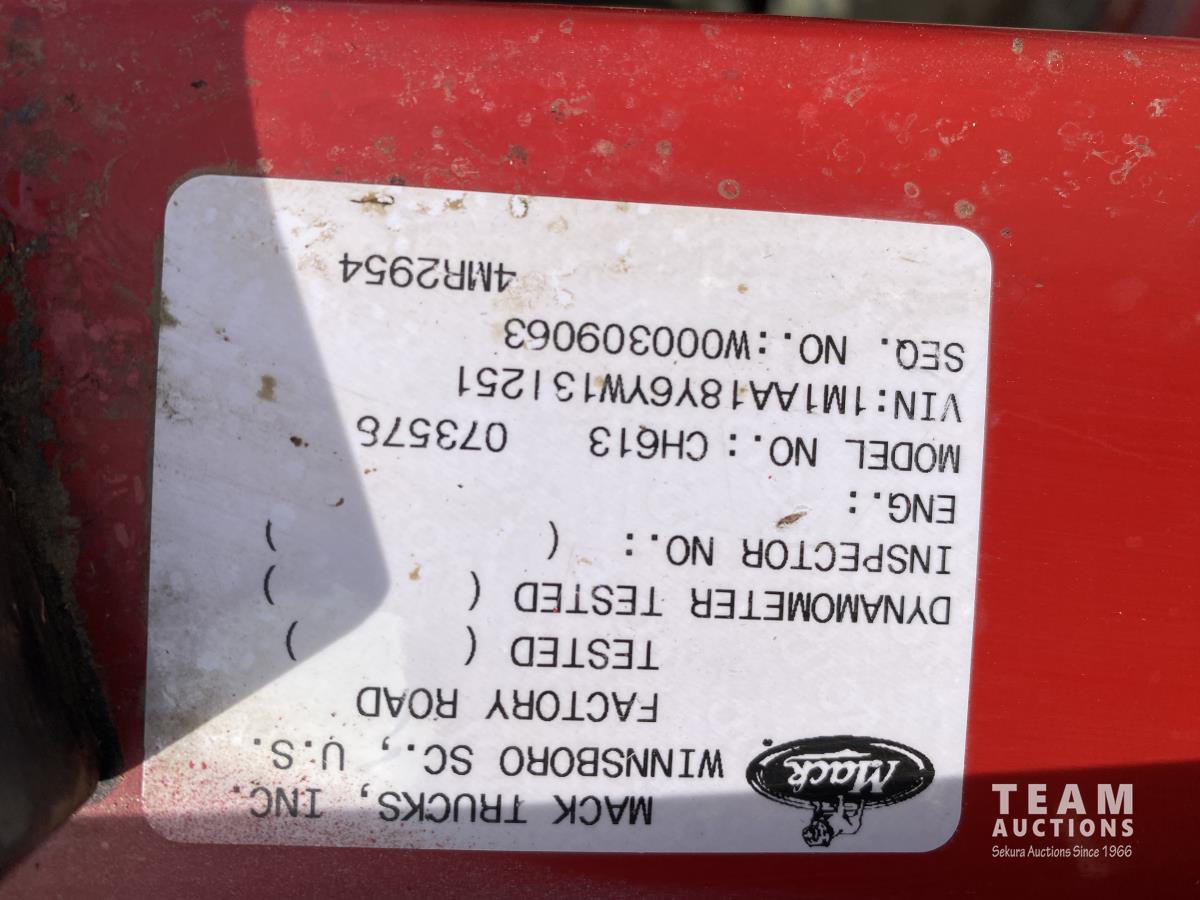 MACK TRUCKS, INC.
WINNSBORO SC., U.S.
Mack
FACTORY ROAD
TESTED ( )
DYNAMOMETER TESTED ( )
INSPECTOR NO.: ( )
ENG.:
MODEL NO.: CH613 073576
VIN:1M1AA18Y6YW131251
SEQ. NO.:W000309063
4MR2954
TEAM
AUCTIONS
Sekura Auctions Since 1966